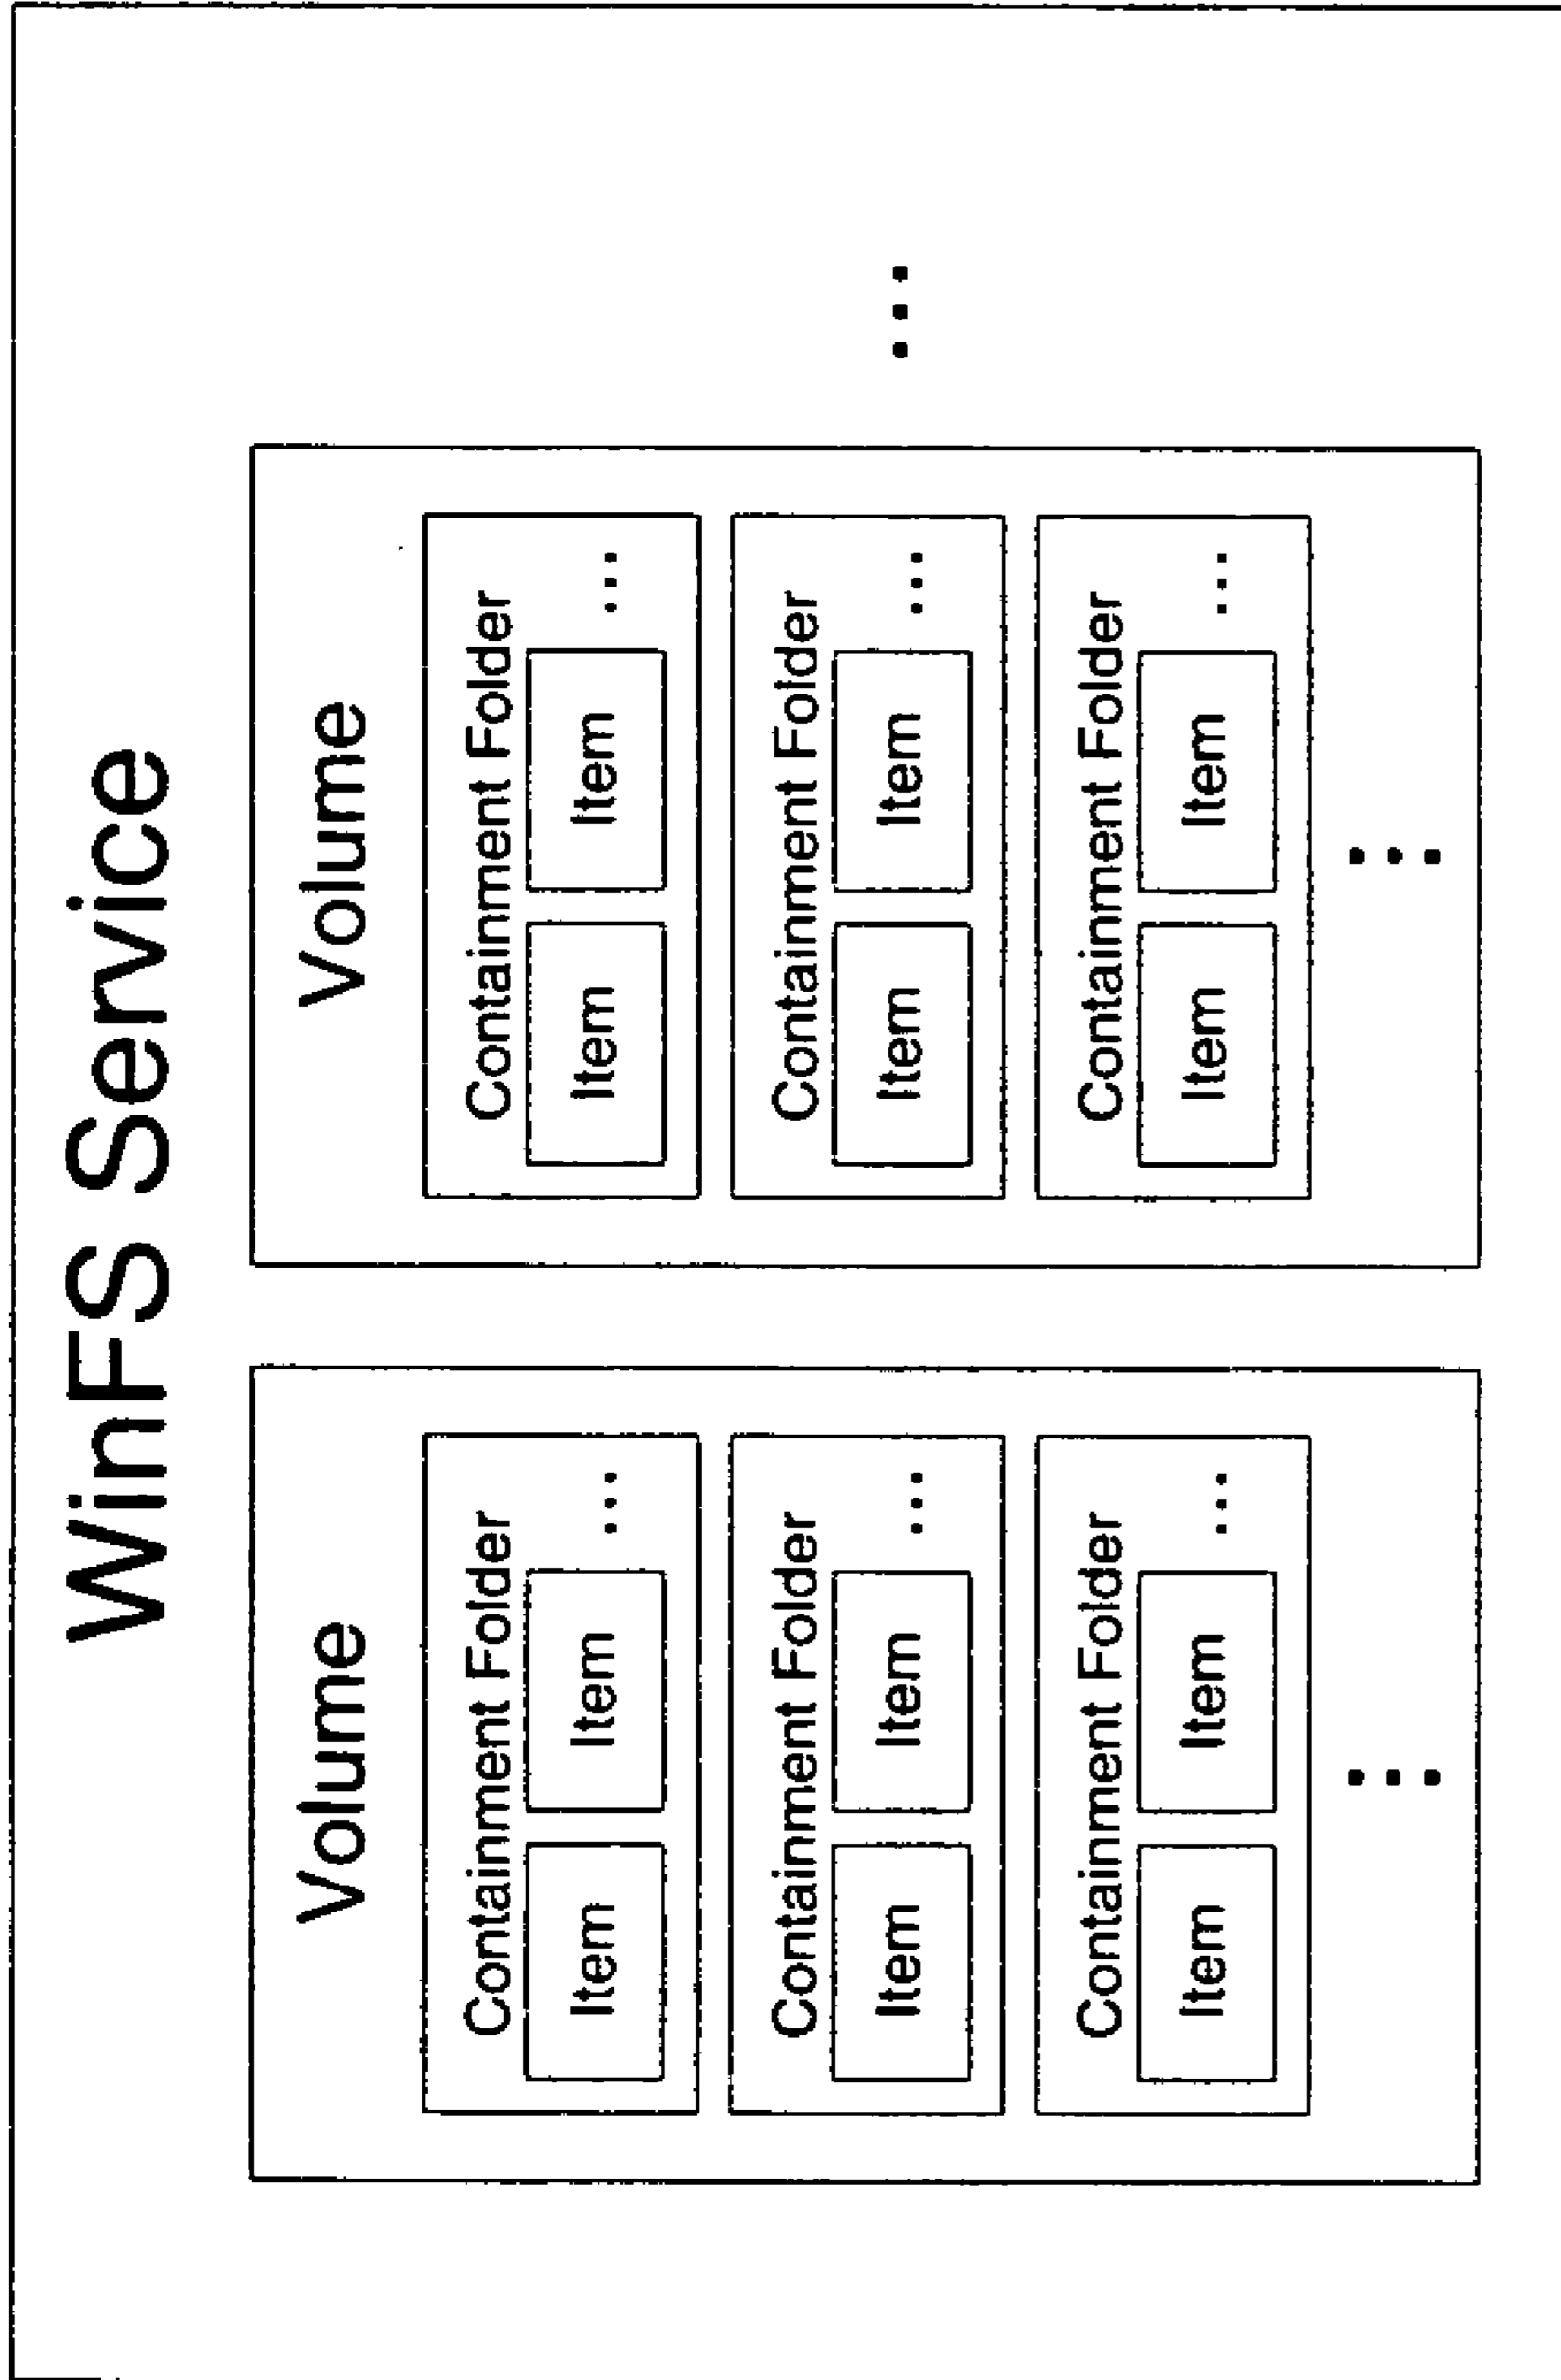 WinFS Service
Volume
Containment Folder
Item Item ...
Containment Folder
Item Item ...
Containment Folder
Item Item ...
...
Volume
Containment Folder
Item Item ...
Containment Folder
Item Item ...
Containment Folder
Item Item ...
...
...